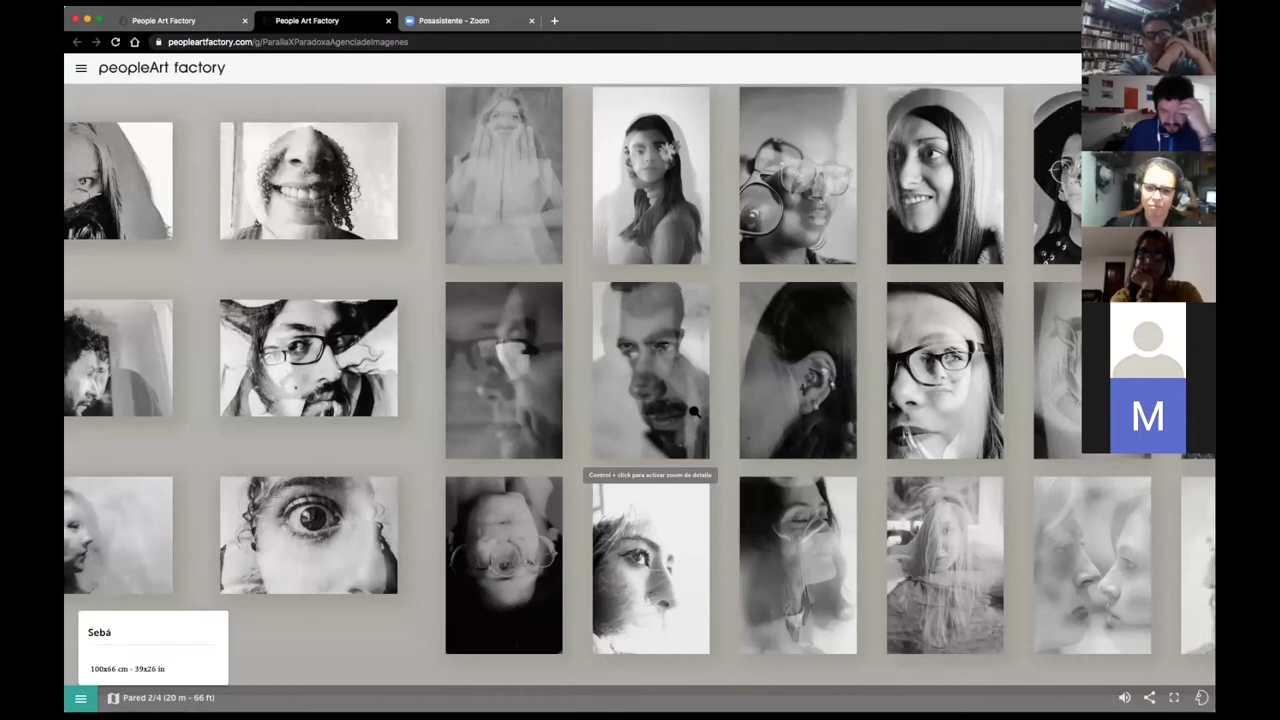 People Art Factory
People Art Factory
Posasistente - Zoom
peopleartfactory.com/g/ParallaXParadoxaAgenciadeImagenes
peopleArt factory
Control + click para activar zoom de detalle
M
Sebá
100x66 cm - 39x26 in
Pared 2/4 (20 m - 66 ft)